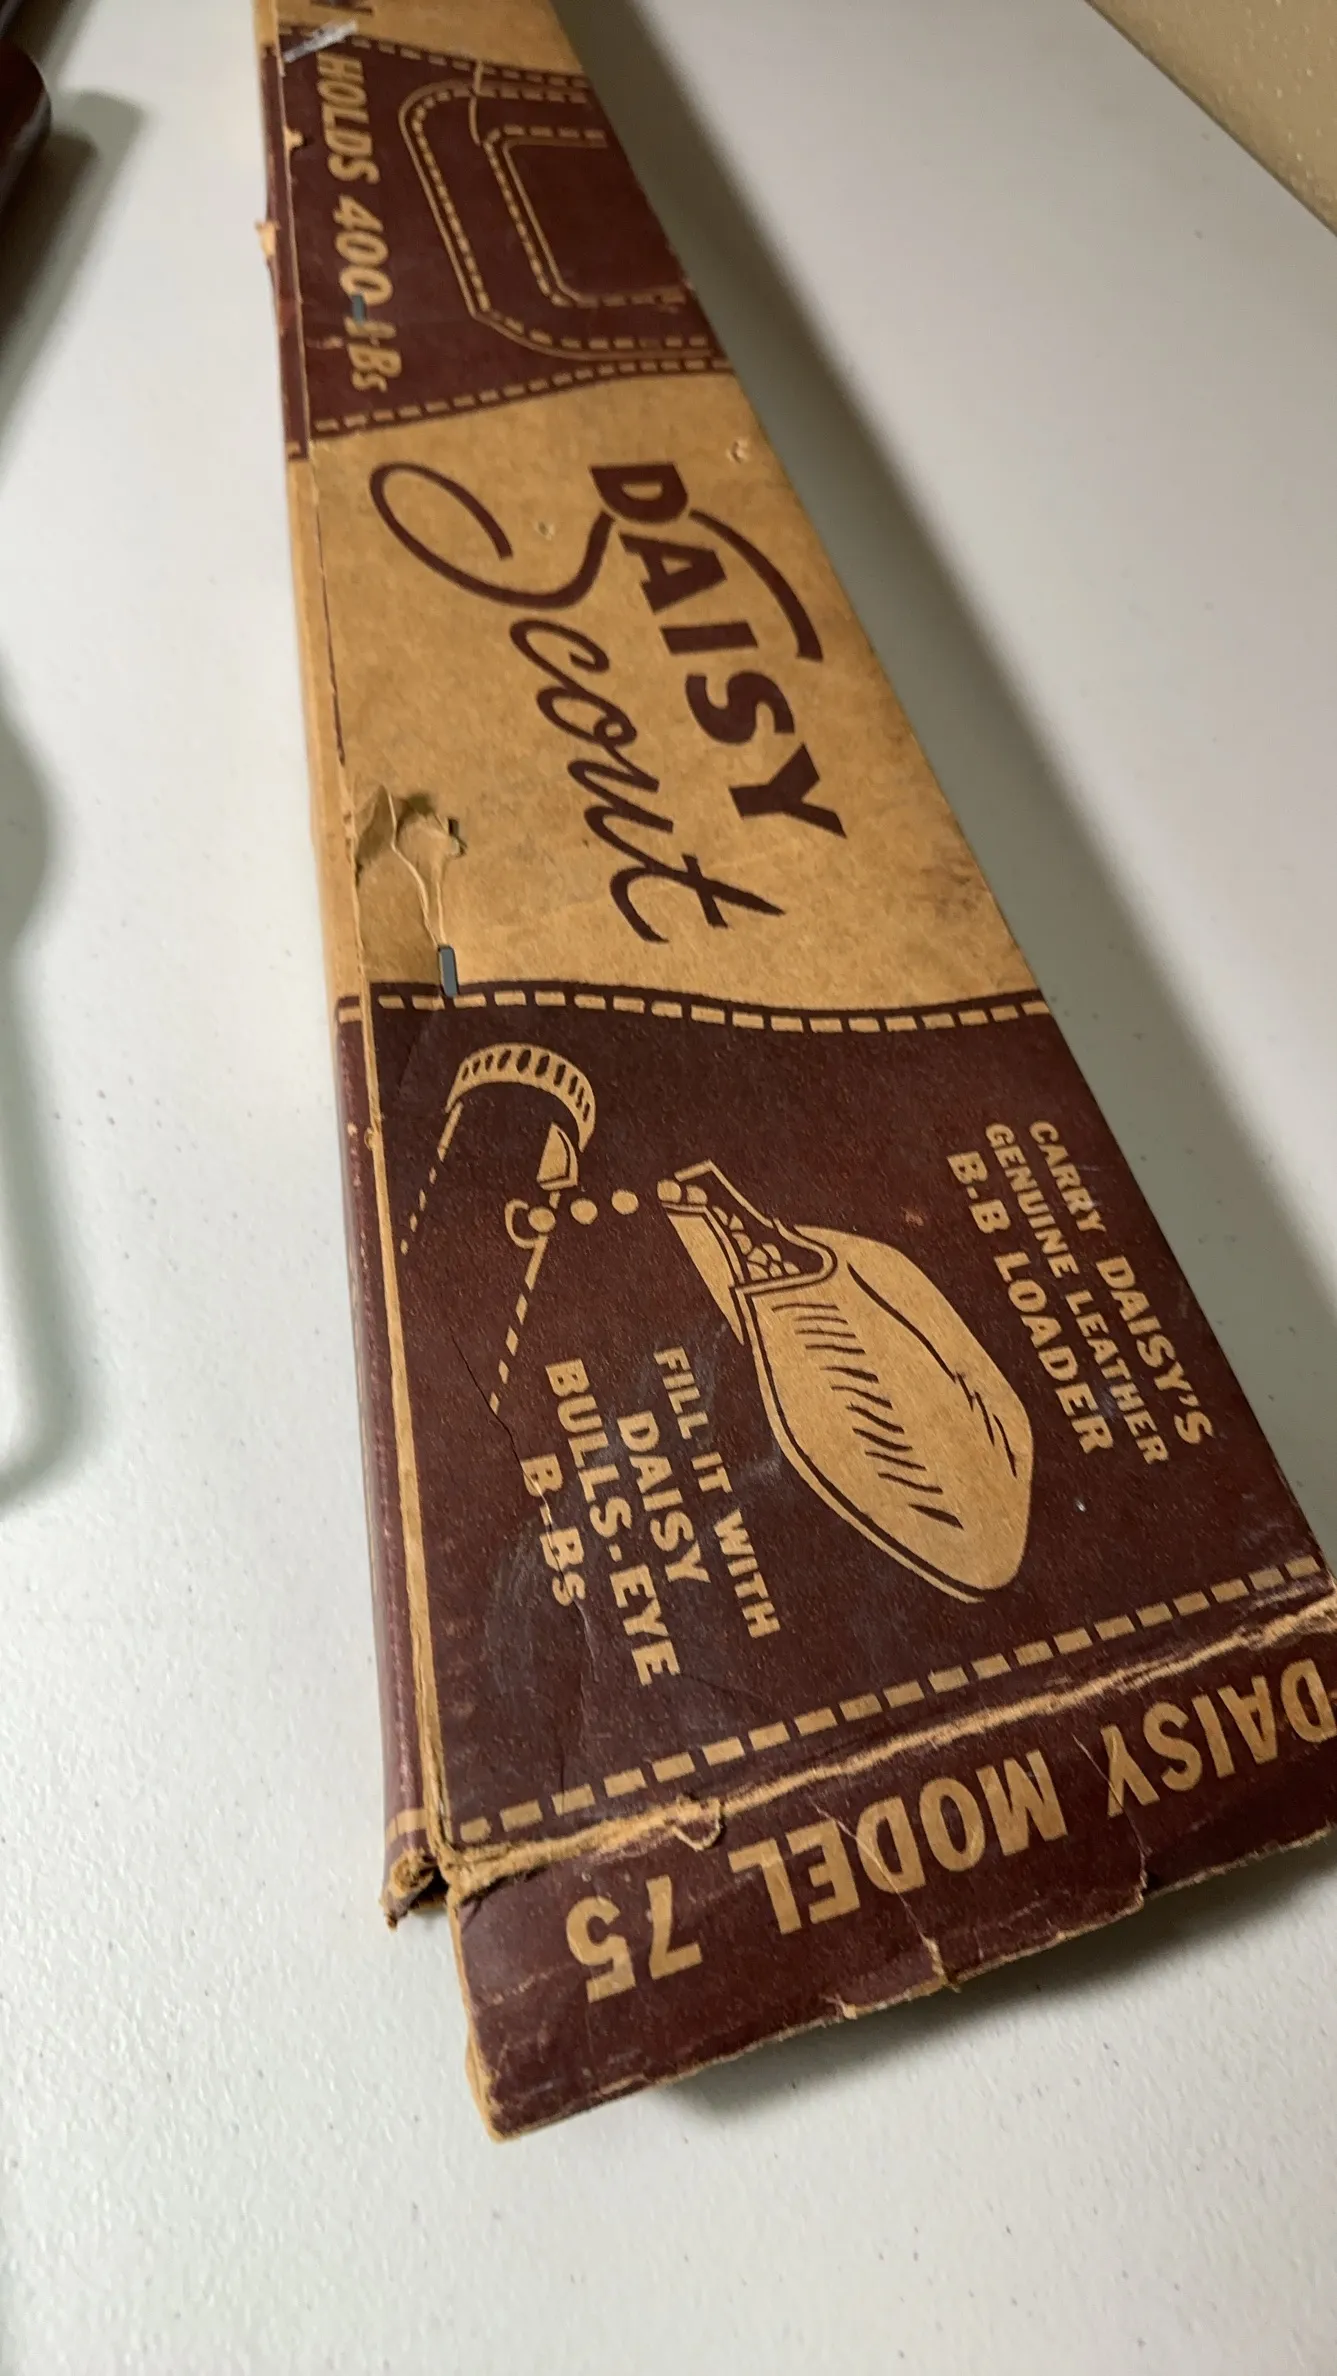 HOLDS 400 BBs
DAISY
Scout
CARRY DAISY'S
GENUINE LEATHER
B-B LOADER
FILL IT WITH
DAISY
BULLS-EYE
B-BS
DAISY MODEL 75